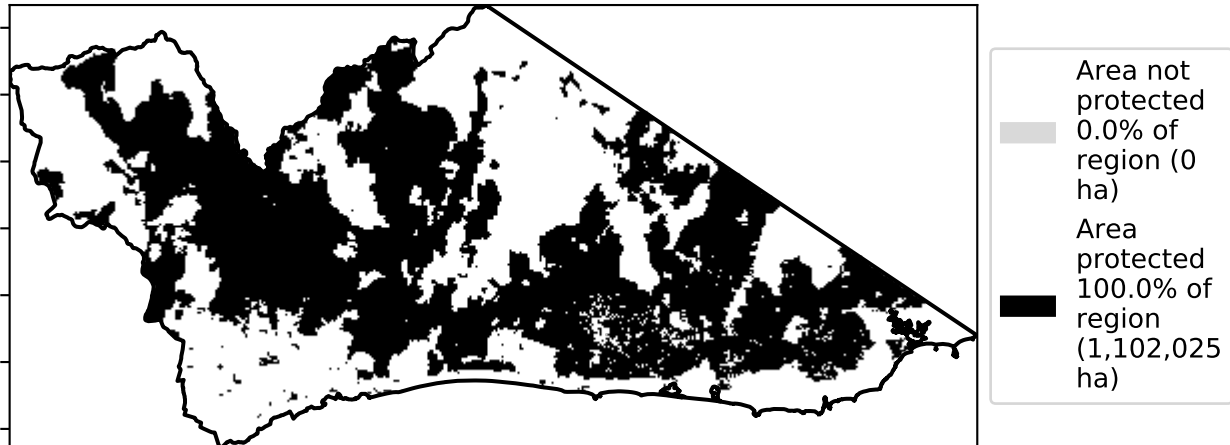 Area not
protected
0.0% of
region (0
ha)
Area
protected
100.0% of
region
(1,102,025
ha)